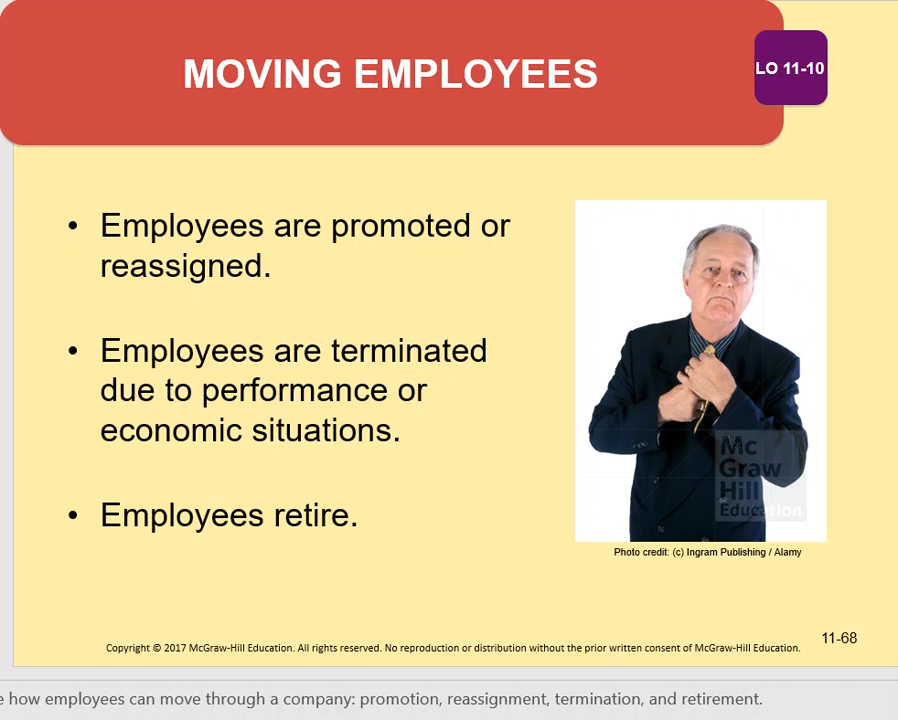 MOVING EMPLOYEES
LO 11-10
• Employees are promoted or
reassigned.
• Employees are terminated
due to performance or
economic situations.
• Employees retire.
Mc
Graw
Hill
Education
Photo credit: (c) Ingram Publishing / Alamy
11-68
Copyright © 2017 McGraw-Hill Education. All rights reserved. No reproduction or distribution without the prior written consent of McGraw-Hill Education.
how employees can move through a company: promotion, reassignment, termination, and retirement.